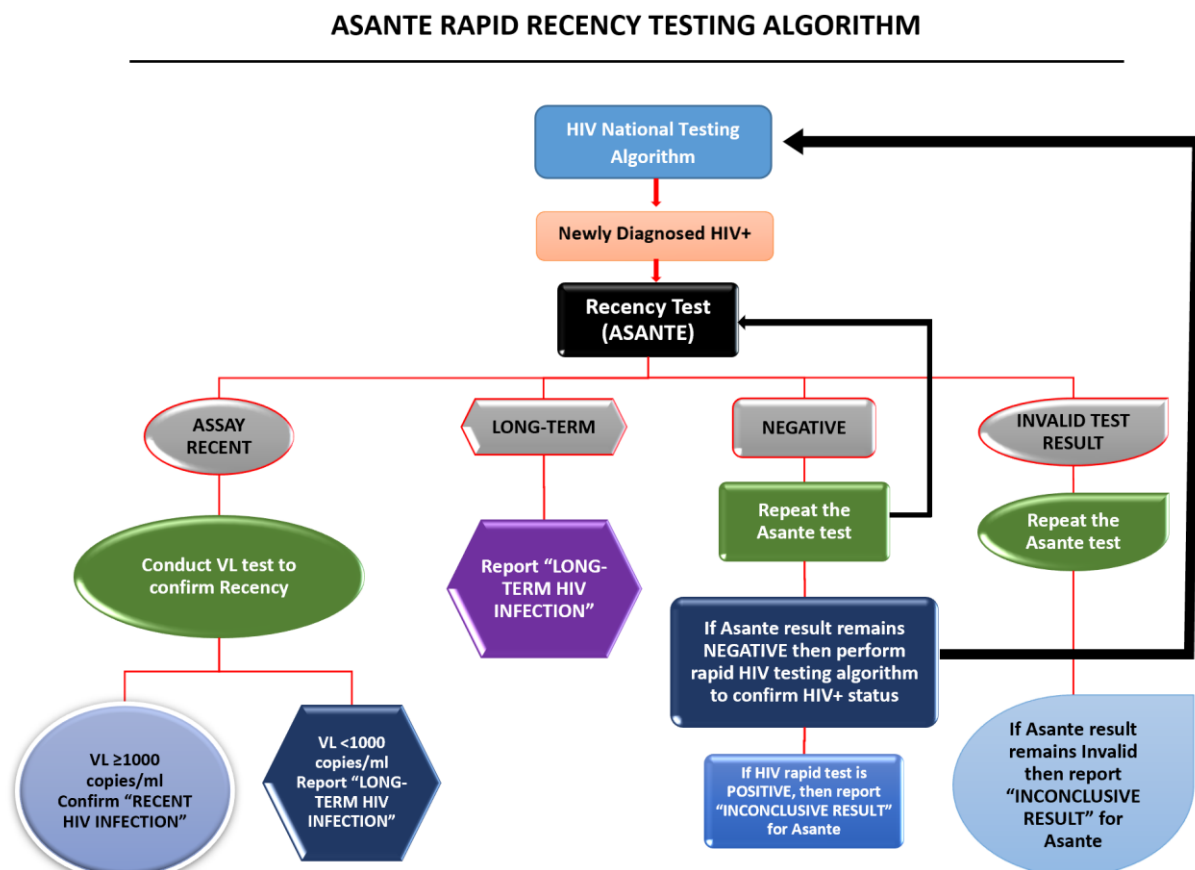 ASANTE RAPID RECENCY TESTING ALGORITHM
HIV National Testing
Algorithm
Newly Diagnosed HIV+
Recency Test
(ASANTE)
ASSAY
RECENT
LONG-TERM
NEGATIVE
INVALID TEST
RESULT
Conduct VL test to
confirm Recency
Report “LONG-
TERM HIV
INFECTION”
Repeat the
Asante test
Repeat the
Asante test
If Asante result remains
NEGATIVE then perform
rapid HIV testing algorithm
to confirm HIV+ status
VL ≥1000
copies/ml
Confirm “RECENT
HIV INFECTION”
VL <1000
copies/ml
Report “LONG-
TERM HIV
INFECTION”
If HIV rapid test is
POSITIVE, then report
“INCONCLUSIVE RESULT”
for Asante
If Asante result
remains Invalid
then report
“INCONCLUSIVE
RESULT” for
Asante